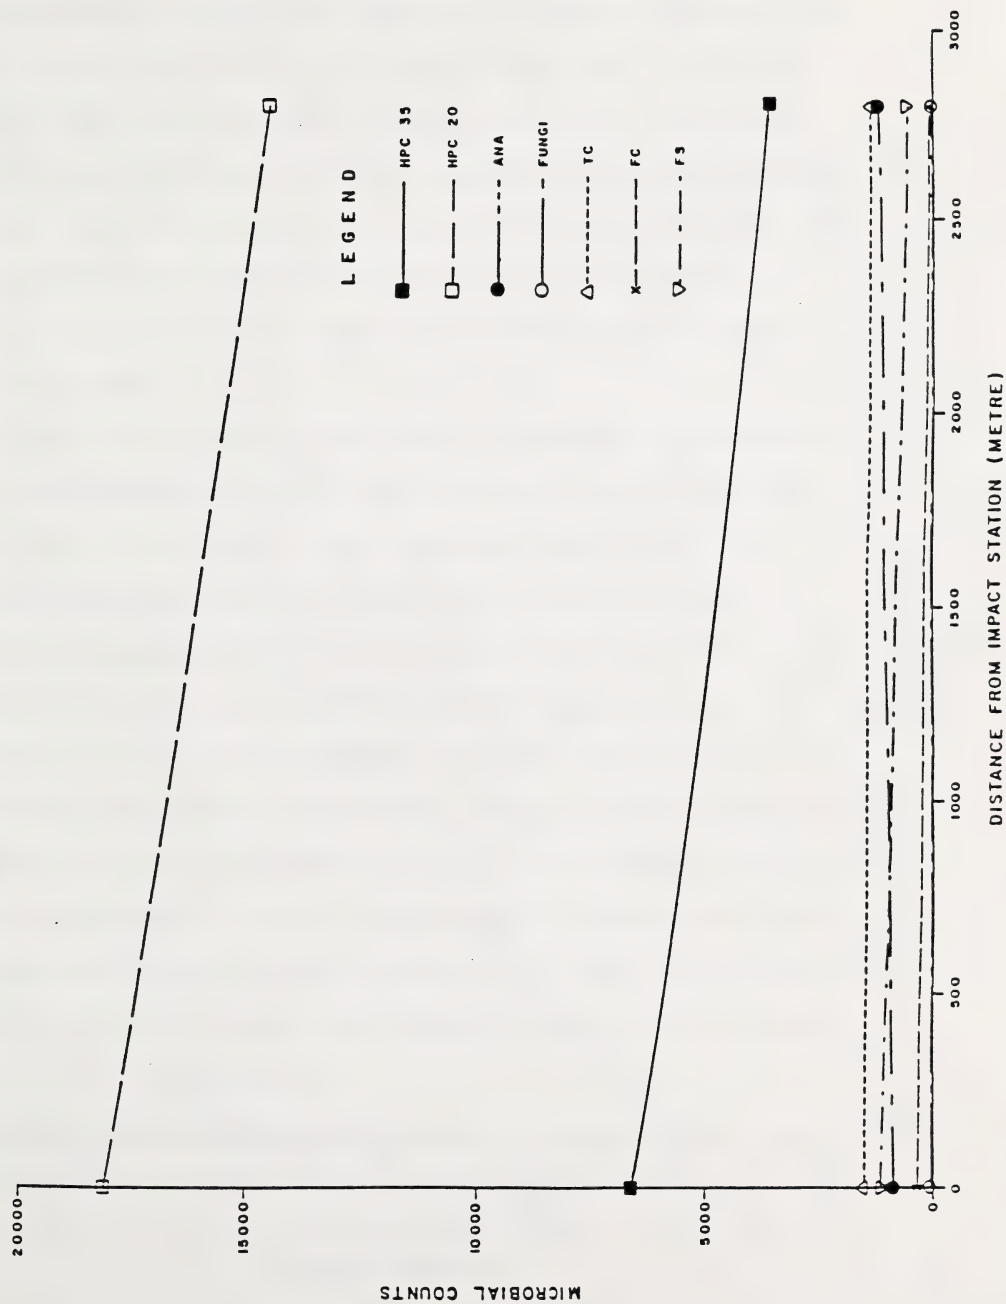 MICROBIAL COUNTS
20000
15000
10000
5000
0
0
500
1000
1500
2000
2500
3000
DISTANCE FROM IMPACT STATION (METRE)
LEGEND
HPC 35
HPC 20
ANA
FUNGI
TC
FC
FS